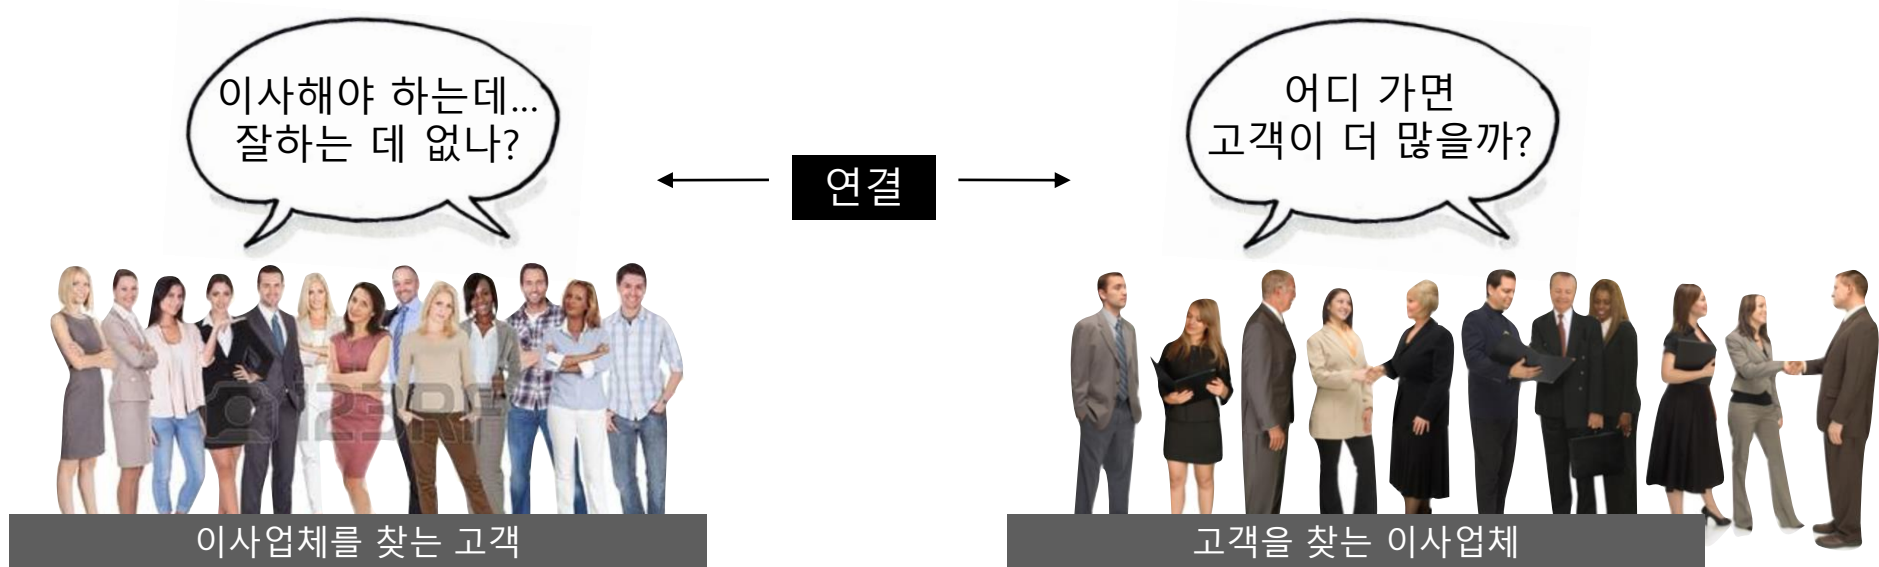 이사해야 하는데...
잘하는 데 없나?
어디 가면
고객이 더 많을까?
연결
123RF
이사업체를 찾는 고객
고객을 찾는 이사업체